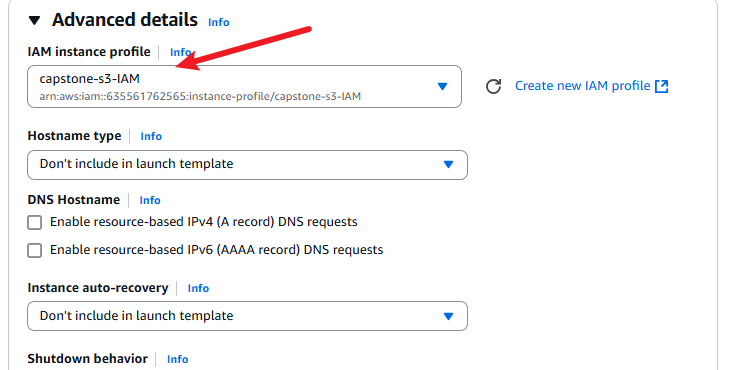 Advanced details Info
IAM instance profile Info
capstone-s3-IAM
arn:aws:iam::635561762565:instance-profile/capstone-s3-IAM
Create new IAM profile
Hostname type Info
Don't include in launch template
DNS Hostname Info
Enable resource-based IPv4 (A record) DNS requests
Enable resource-based IPv6 (AAAA record) DNS requests
Instance auto-recovery Info
Don't include in launch template
Shutdown behavior Info